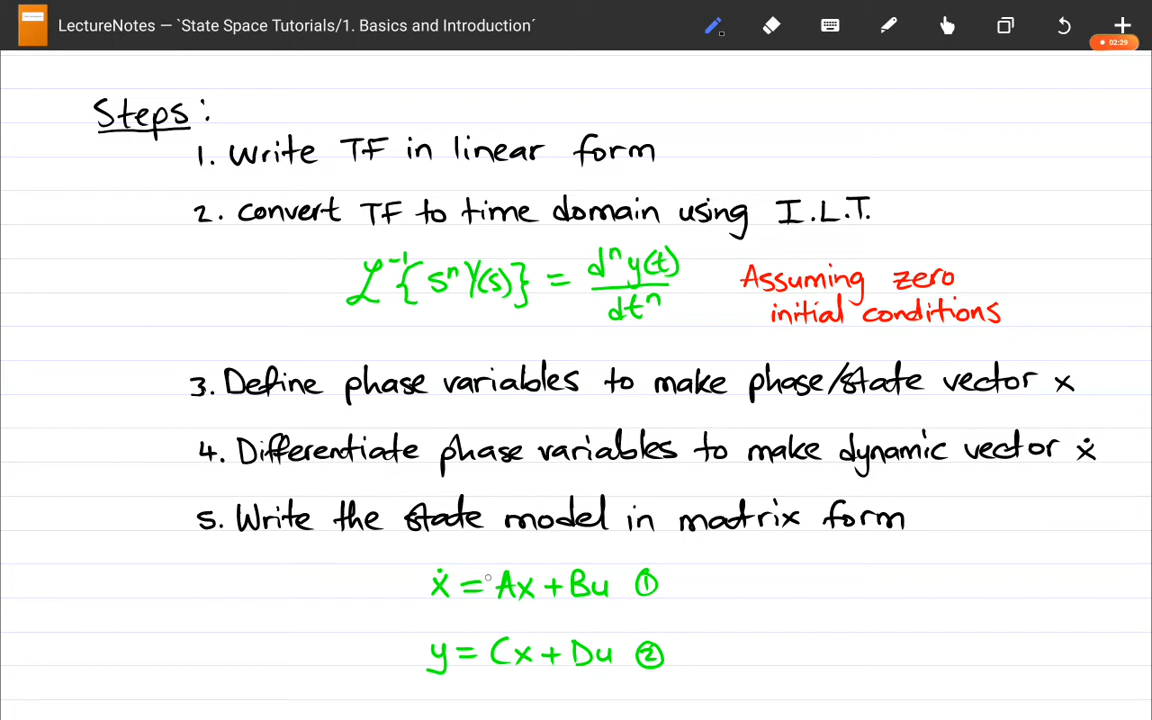 LectureNotes — `State Space Tutorials/1. Basics and Introduction´
02:29
Steps:
1. Write TF in linear form
2. Convert TF to time domain using I.L.T.
ℒ⁻¹{sⁿY(s)} = dⁿy(t)/dtⁿ
Assuming zero
initial conditions
3. Define phase variables to make phase/state vector x
4. Differentiate phase variables to make dynamic vector ẋ
5. Write the state model in matrix form
ẋ = Ax + Bu ①
y = Cx + Du ②